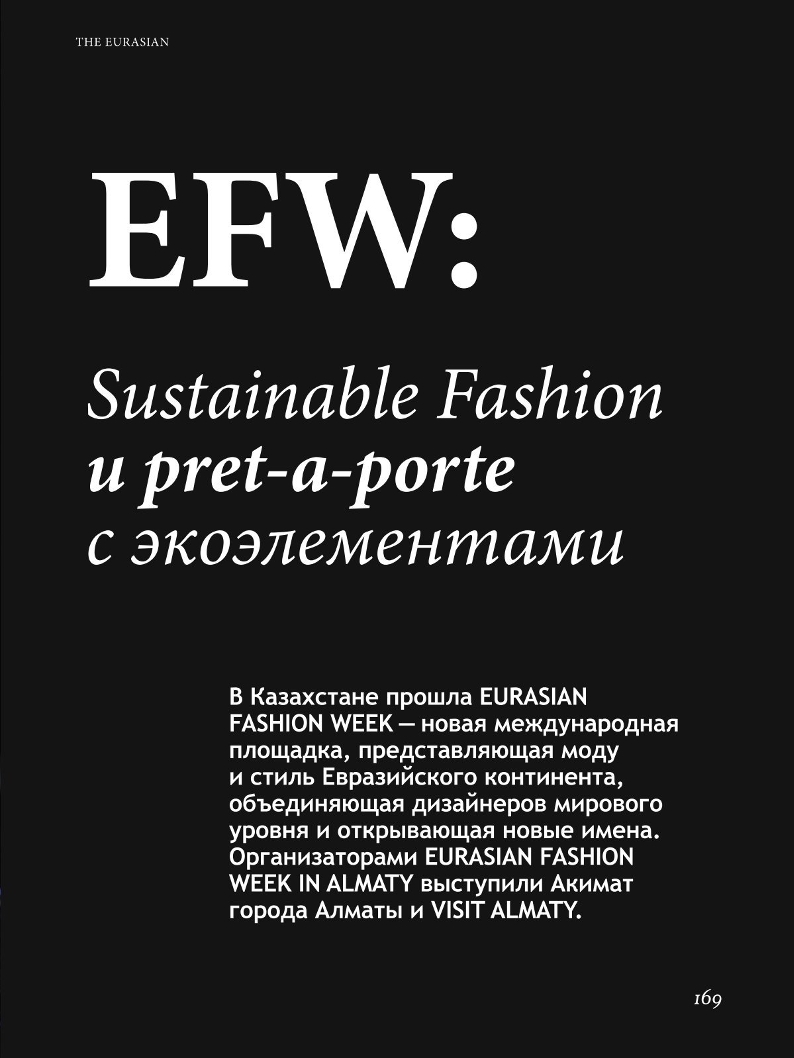 THE EURASIAN
EFW:
Sustainable Fashion
и pret-a-porte
с экоэлементами
В Казахстане прошла EURASIAN
FASHION WEEK — новая международная
площадка, представляющая моду
и стиль Евразийского континента,
объединяющая дизайнеров мирового
уровня и открывающая новые имена.
Организаторами EURASIAN FASHION
WEEK IN ALMATY выступили Акимат
города Алматы и VISIT ALMATY.
169